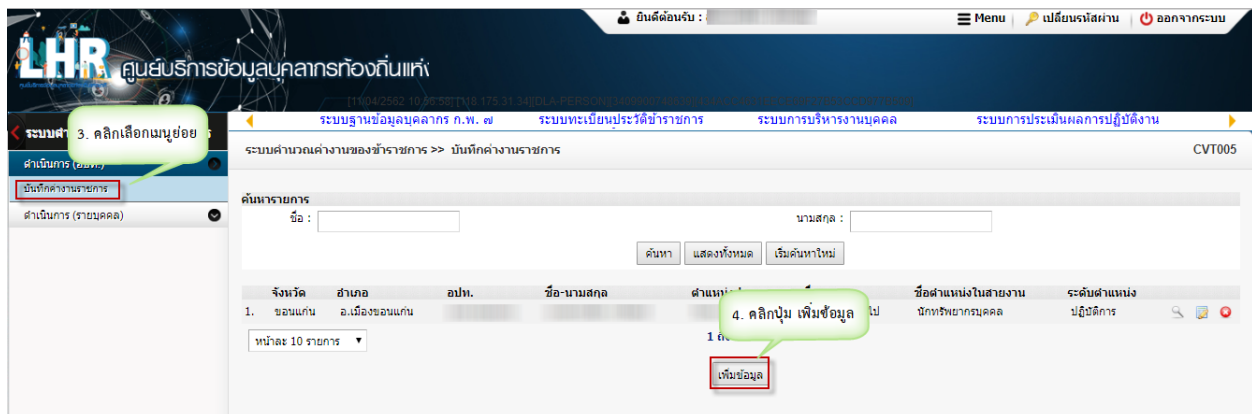 ยินดีต้อนรับ :
Menu
เปลี่ยนรหัสผ่าน
ออกจากระบบ
LHR ศูนย์บริการข้อมูลบุคลากรท้องถิ่นแห่ง
ระบบฐานข้อมูลบุคลากร ก.พ. ๗
ระบบทะเบียนประวัติข้าราชการ
ระบบการบริหารงานบุคคล
ระบบการประเมินผลการปฏิบัติงาน
3. คลิกเลือกเมนูย่อย
ดำเนินการ (อปท.)
บันทึกค่างานราชการ
ดำเนินการ (รายบุคคล)
ระบบคำนวณค่างานของข้าราชการ >> บันทึกค่างานราชการ
CVT005
ค้นหารายการ
ชื่อ :
นามสกุล :
ค้นหา
แสดงทั้งหมด
เริ่มค้นหาใหม่
จังหวัด อำเภอ อปท. ชื่อ-นามสกุล ชื่อตำแหน่งในสายงาน ระดับตำแหน่ง
1. ขอนแก่น อ.เมืองขอนแก่น นักทรัพยากรบุคคล ปฏิบัติการ
4. คลิกปุ่ม เพิ่มข้อมูล
หน้าละ 10 รายการ
เพิ่มข้อมูล